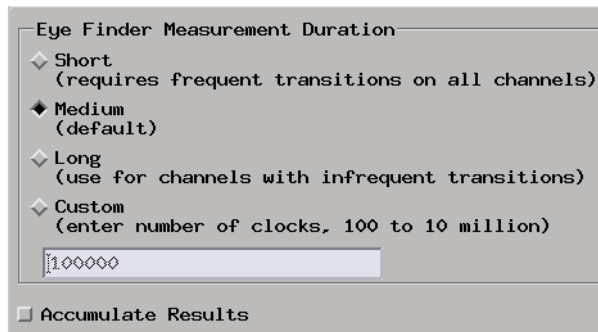 Eye Finder Measurement Duration
Short
(requires frequent transitions on all channels)
Medium
(default)
Long
(use for channels with infrequent transitions)
Custom
(enter number of clocks, 100 to 10 million)
100000
Accumulate Results